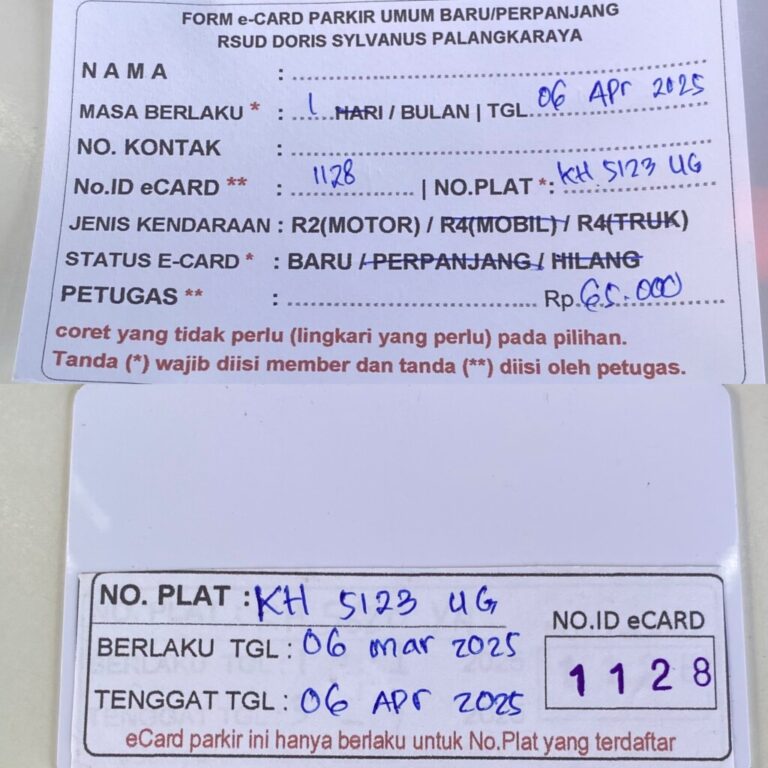 FORM e-CARD PARKIR UMUM BARU/PERPANJANG
RSUD DORIS SYLVANUS PALANGKARAYA
NAMA : ........................
MASA BERLAKU * : 1 HARI / BULAN | TGL 06 Apr 2025
NO. KONTAK : ........................
No.ID eCARD ** : 1128 | NO.PLAT *: KH 5123 UG
JENIS KENDARAAN : R2(MOTOR) / R4(MOBIL) / R4(TRUK)
STATUS E-CARD * : BARU / PERPANJANG / HILANG
PETUGAS ** : ........................ Rp 65.000
coret yang tidak perlu (lingkari yang perlu) pada pilihan.
Tanda (*) wajib diisi member dan tanda (**) diisi oleh petugas.
NO. PLAT : KH 5123 UG
BERLAKU TGL : 06 mar 2025
TENGGAT TGL : 06 APr 2025
NO.ID eCARD
1128
eCard parkir ini hanya berlaku untuk No.Plat yang terdaftar